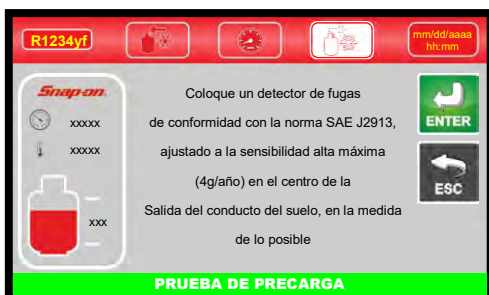 R1234yf
mm/dd/aaaa
hh:mm
Snap-on
xxxxx
xxxxx
xxx
Coloque un detector de fugas
de conformidad con la norma SAE J2913,
ajustado a la sensibilidad alta máxima
(4g/año) en el centro de la
Salida del conducto del suelo, en la medida
de lo posible
ENTER
ESC
PRUEBA DE PRECARGA